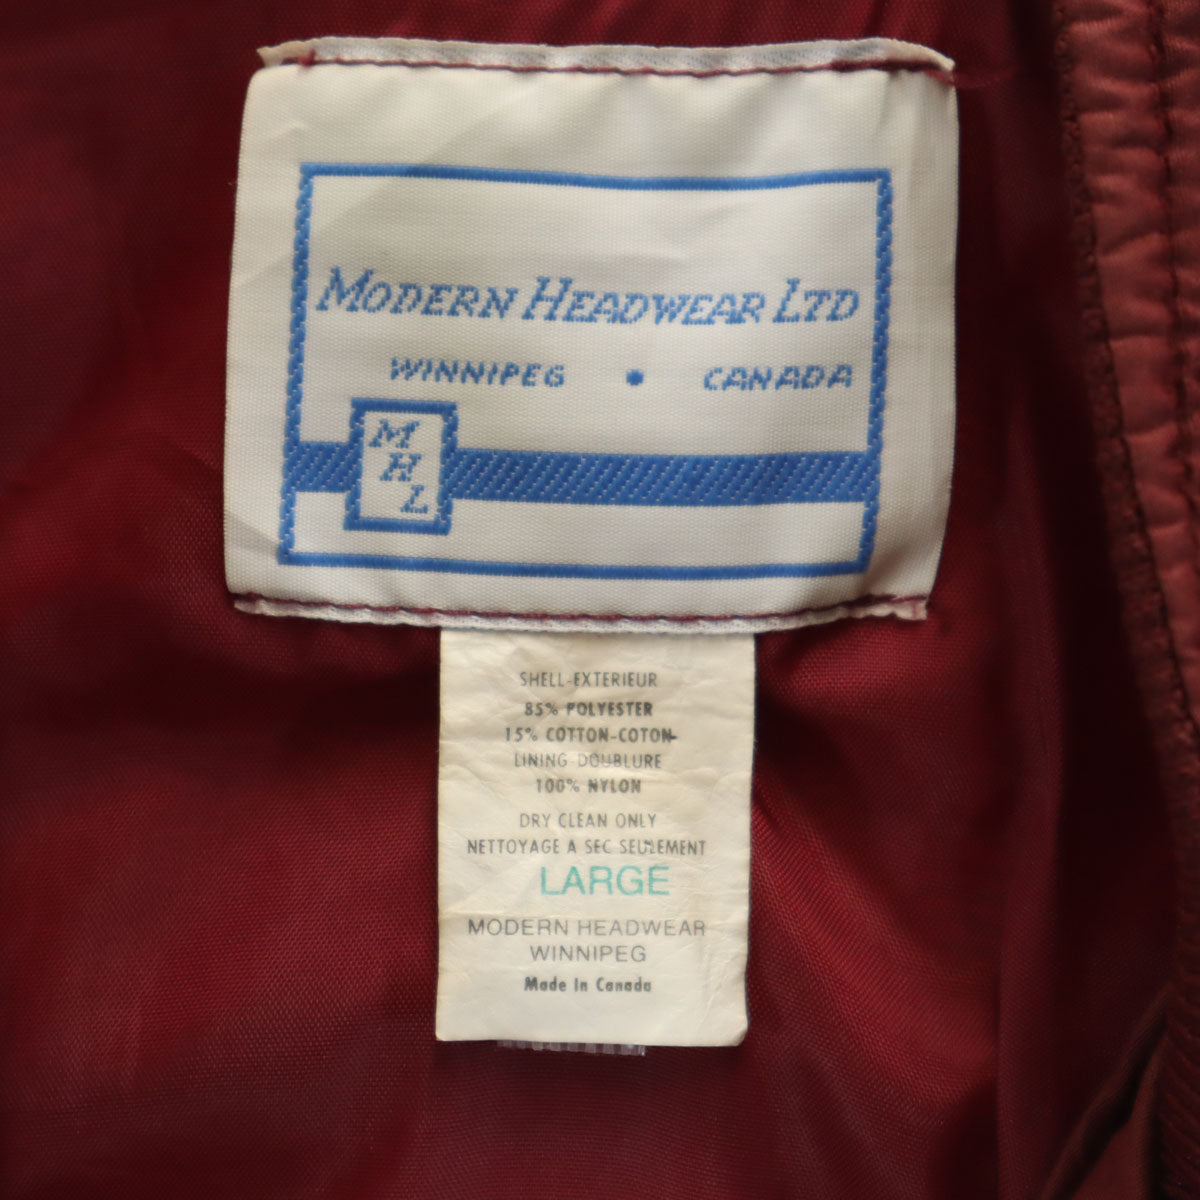 MODERN HEADWEAR LTD
WINNIPEG • CANADA
M
H
L
SHELL-EXTERIEUR
85% POLYESTER
15% COTTON-COTON
LINING-DOUBLURE
100% NYLON
DRY CLEAN ONLY
NETTOYAGE A SEC SEULEMENT
LARGE
MODERN HEADWEAR
WINNIPEG
Made In Canada